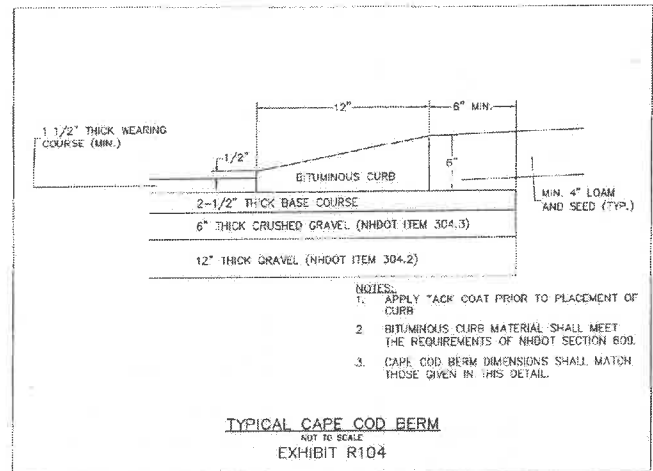 12"
6" MIN.
1 1/2" THICK WEARING
COURSE (MIN.)
1/2"
6"
BITUMINOUS CURB
MIN. 4" LOAM
AND SEED (TYP.)
2-1/2" THICK BASE COURSE
6" THICK CRUSHED GRAVEL (NHDOT ITEM 304.3)
12" THICK GRAVEL (NHDOT ITEM 304.2)
NOTES:
1. APPLY TACK COAT PRIOR TO PLACEMENT OF
CURB
2 BITUMINOUS CURB MATERIAL SHALL MEET
THE REQUIREMENTS OF NHDOT SECTION 609.
3. CAPE COD BERM DIMENSIONS SHALL MATCH
THOSE GIVEN IN THIS DETAIL.
TYPICAL CAPE COD BERM
NOT TO SCALE
EXHIBIT R104